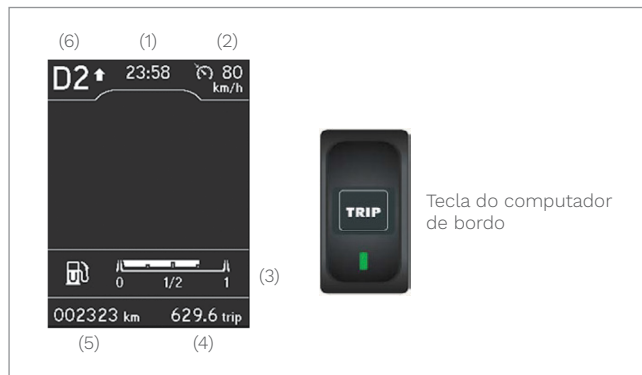 (6) (1) (2)
D2 23:58 80
km/h
TRIP
Tecla do computador
de bordo
(3)
0 1/2 1
002323 km 629.6 trip
(5) (4)